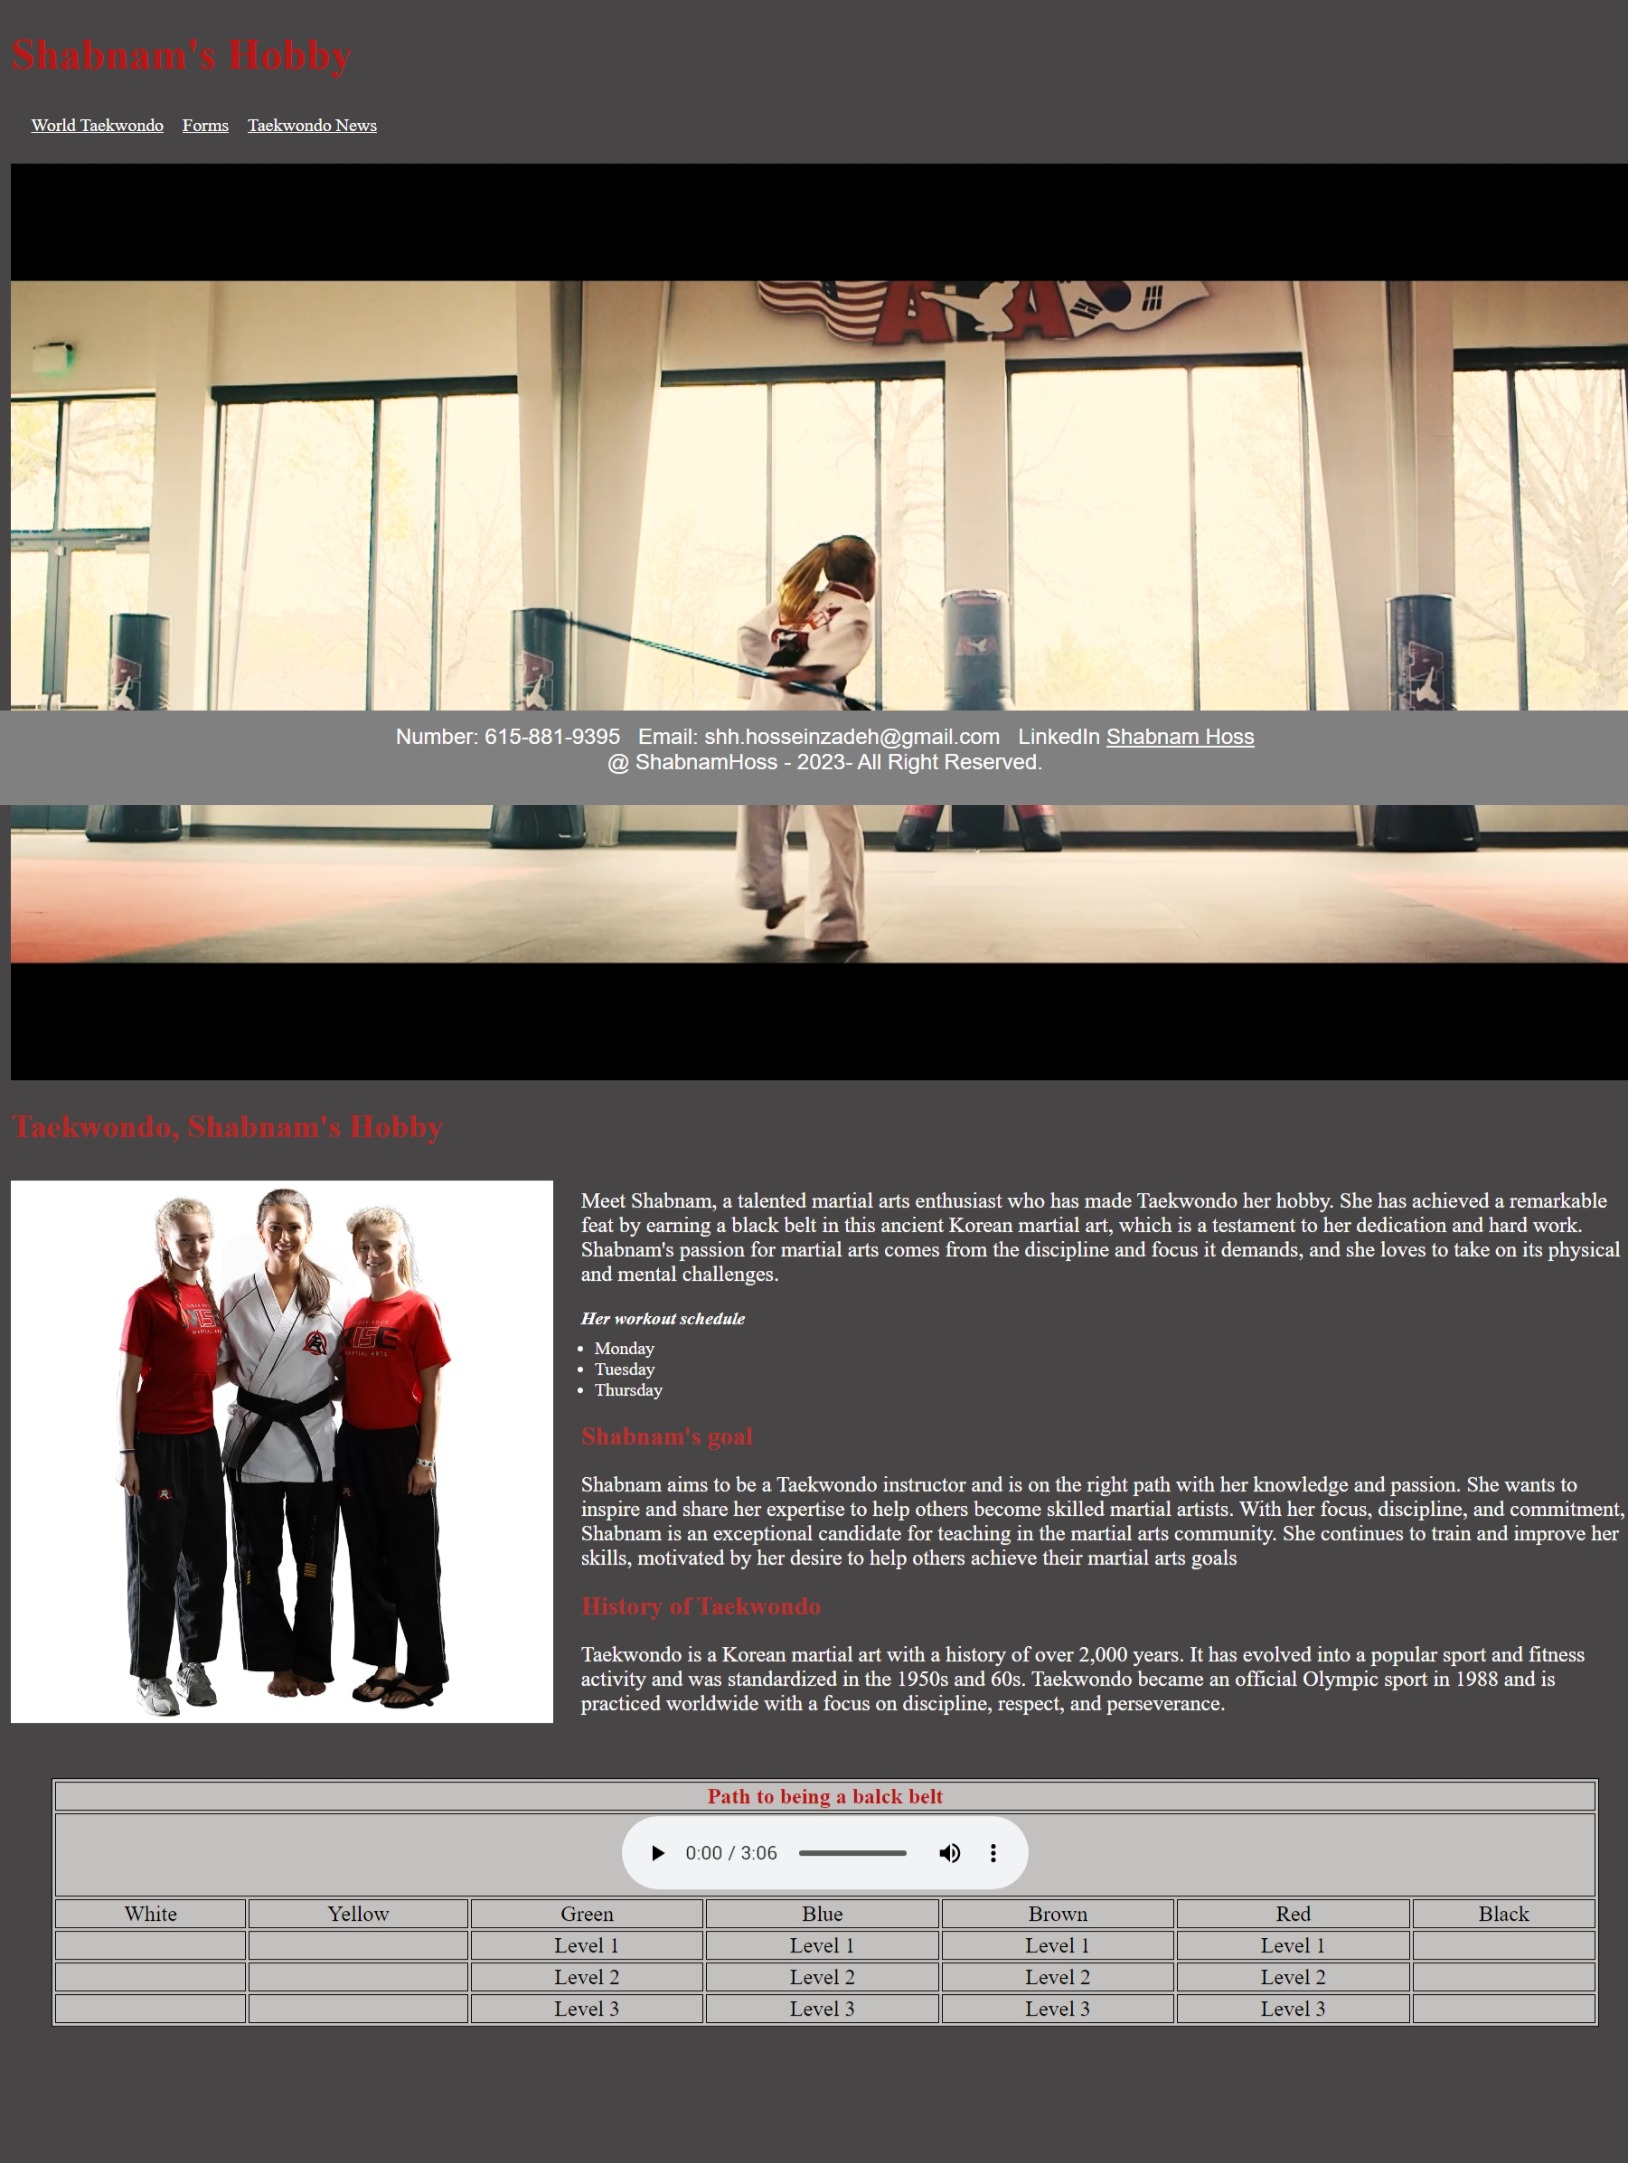 Shabnam's Hobby
World Taekwondo Forms Taekwondo News
ATA
Number: 615-881-9395 Email: shh.hosseinzadeh@gmail.com LinkedIn Shabnam Hoss
@ ShabnamHoss - 2023- All Right Reserved.
Taekwondo, Shabnam's Hobby
Meet Shabnam, a talented martial arts enthusiast who has made Taekwondo her hobby. She has achieved a remarkable
feat by earning a black belt in this ancient Korean martial art, which is a testament to her dedication and hard work.
Shabnam's passion for martial arts comes from the discipline and focus it demands, and she loves to take on its physical
and mental challenges.
Her workout schedule
• Monday
• Tuesday
• Thursday
Shabnam's goal
Shabnam aims to be a Taekwondo instructor and is on the right path with her knowledge and passion. She wants to
inspire and share her expertise to help others become skilled martial artists. With her focus, discipline, and commitment,
Shabnam is an exceptional candidate for teaching in the martial arts community. She continues to train and improve her
skills, motivated by her desire to help others achieve their martial arts goals
History of Taekwondo
Taekwondo is a Korean martial art with a history of over 2,000 years. It has evolved into a popular sport and fitness
activity and was standardized in the 1950s and 60s. Taekwondo became an official Olympic sport in 1988 and is
practiced worldwide with a focus on discipline, respect, and perseverance.
Path to being a balck belt
0:00 / 3:06
White Yellow Green Blue Brown Red Black
Level 1 Level 1 Level 1 Level 1
Level 2 Level 2 Level 2 Level 2
Level 3 Level 3 Level 3 Level 3